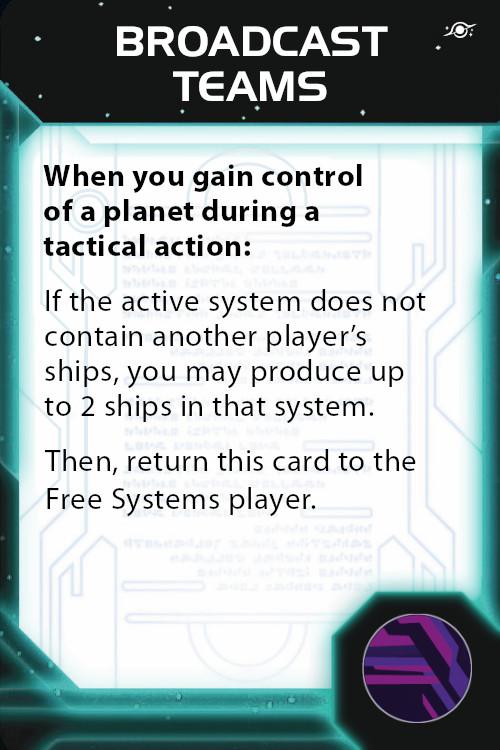 BROADCAST
TEAMS
When you gain control
of a planet during a
tactical action:
If the active system does not
contain another player’s
ships, you may produce up
to 2 ships in that system.
Then, return this card to the
Free Systems player.